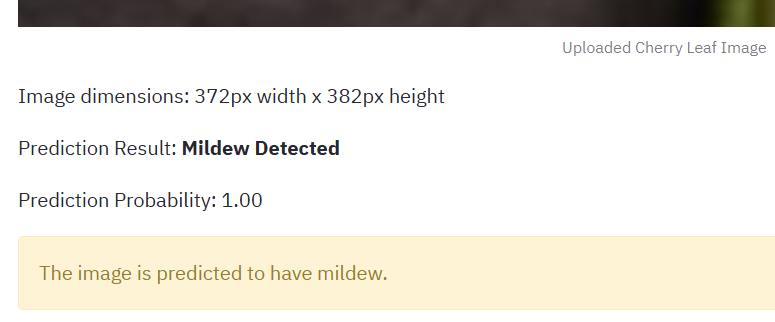 Uploaded Cherry Leaf Image
Image dimensions: 372px width x 382px height
Prediction Result: Mildew Detected
Prediction Probability: 1.00
The image is predicted to have mildew.